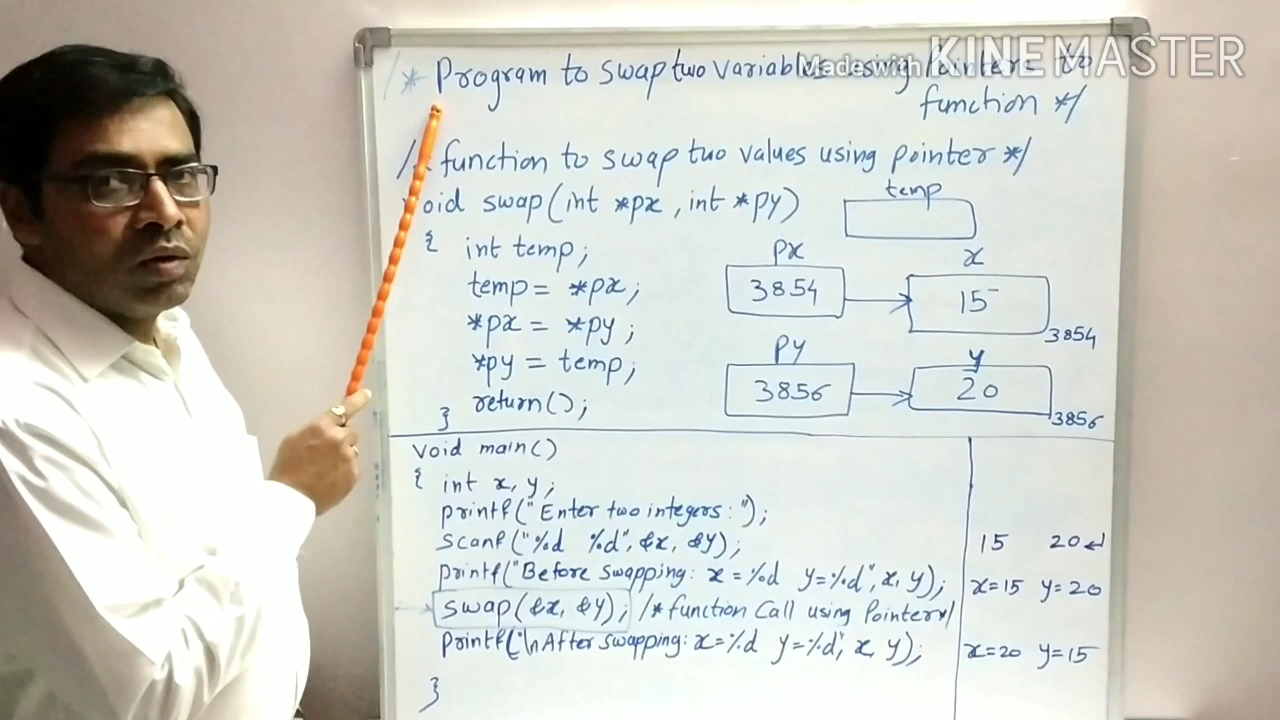 /* Program to swap two variables using Pointers to
function */
Made with KINEMASTER
/* function to swap two values using pointer */
void swap(int *px, int *py)
temp
{ int temp;
px
x
temp = *px;
3854
15
*px = *py;
3854
py
y
*py = temp;
3856
20
return();
3856
}
void main()
{ int x, y;
printf("Enter two integers: ");
scanf("%d %d", &x, &y);
15 20↵
printf("Before swapping: x=%d y=%d", x, y);
x=15 y=20
swap(&x, &y); /* function Call using Pointer */
printf("\nAfter swapping: x=%d y=%d", x, y);
x=20 y=15
}